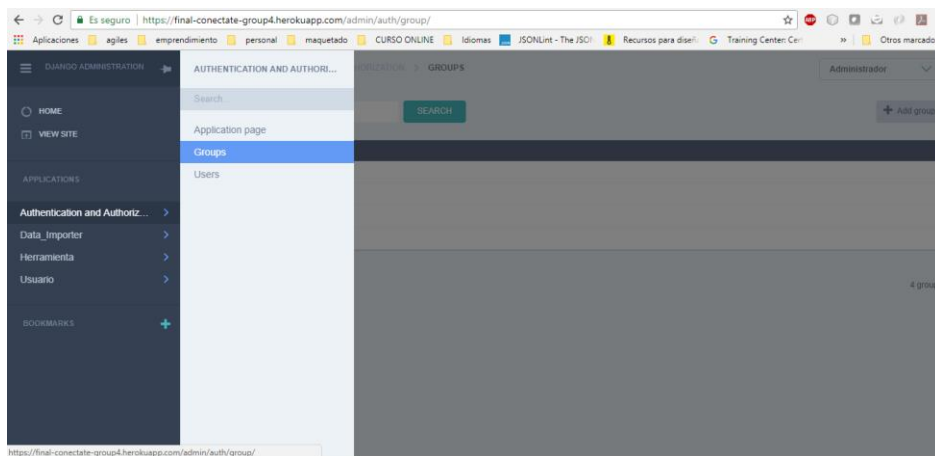 Es seguro | https://final-conectate-group4.herokuapp.com/admin/auth/group/
Aplicaciones agiles emprendimiento personal maquetado CURSO ONLINE Idiomas JSONLint - The JSO Recursos para diseñ Training Center: Cer » Otros marcado
DJANGO ADMINISTRATION
AUTHENTICATION AND AUTHORI...
ORIZATION > GROUPS
Administrador
HOME
VIEW SITE
Search...
SEARCH
+ Add group
Application page
Groups
Users
APPLICATIONS
Authentication and Authoriz... >
Data_Importer >
Herramienta >
Usuario >
4 grou
BOOKMARKS +
https://final-conectate-group4.herokuapp.com/admin/auth/group/